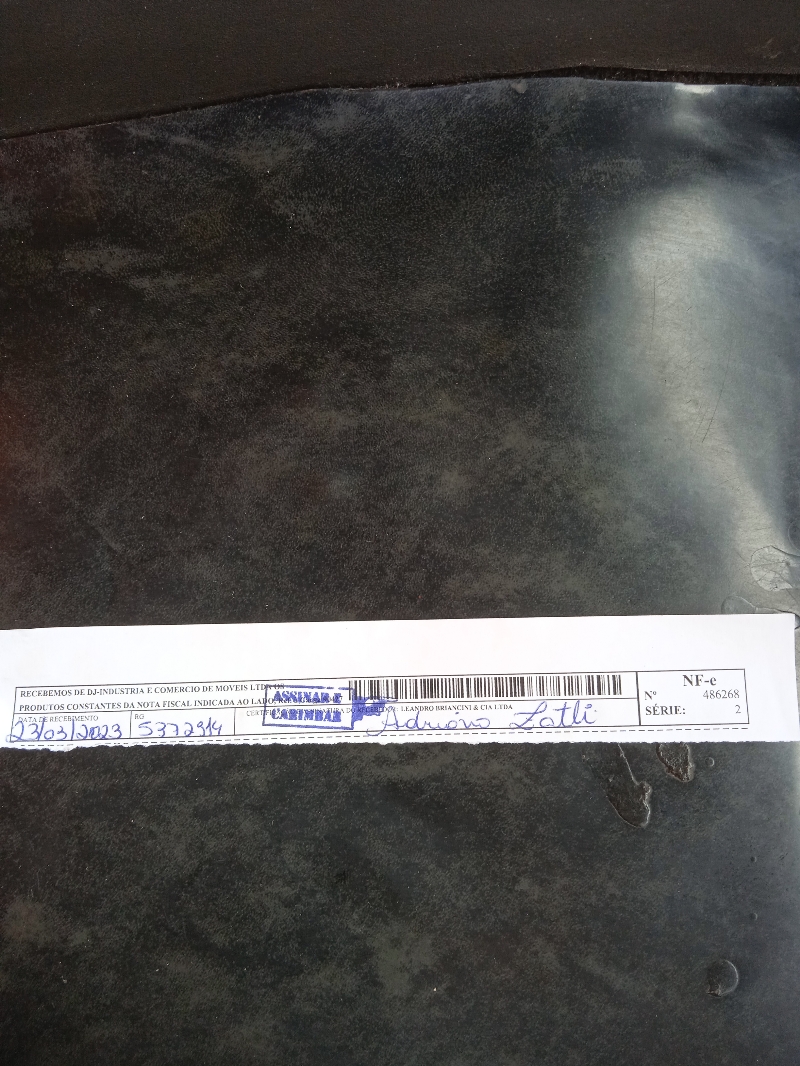 RECEBEMOS DE DJ-INDUSTRIA E COMERCIO DE MOVEIS LTDA OS
PRODUTOS CONSTANTES DA NOTA FISCAL INDICADA AO LADO
ASSINAR E
CARIMBAR
NF-e
Nº 486268
SÉRIE: 2
DATA DE RECEBIMENTO
23/03/2023
RG
5372914
LEANDRO BRIANCINI & CIA LTDA
Adriano Zotli